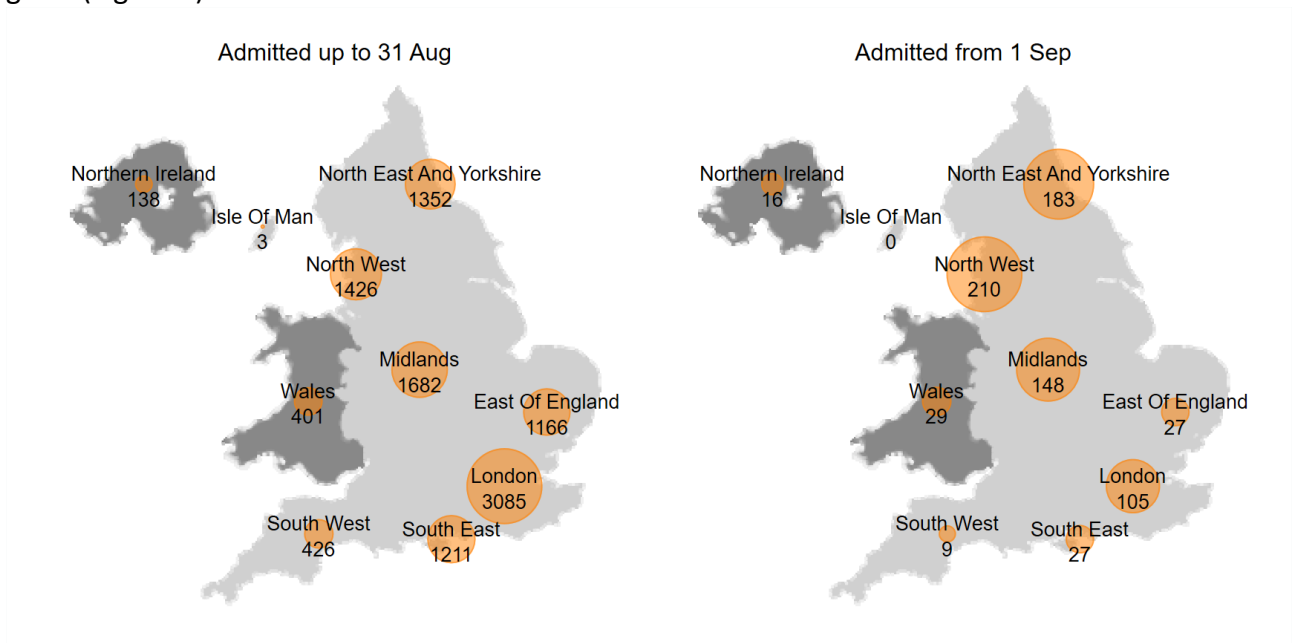 Admitted up to 31 Aug
Northern Ireland
138
Isle Of Man
3
North East And Yorkshire
1352
North West
1426
Midlands
1682
Wales
401
East Of England
1166
London
3085
South West
426
South East
1211
Admitted from 1 Sep
Northern Ireland
16
Isle Of Man
0
North East And Yorkshire
183
North West
210
Midlands
148
Wales
29
East Of England
27
London
105
South West
9
South East
27